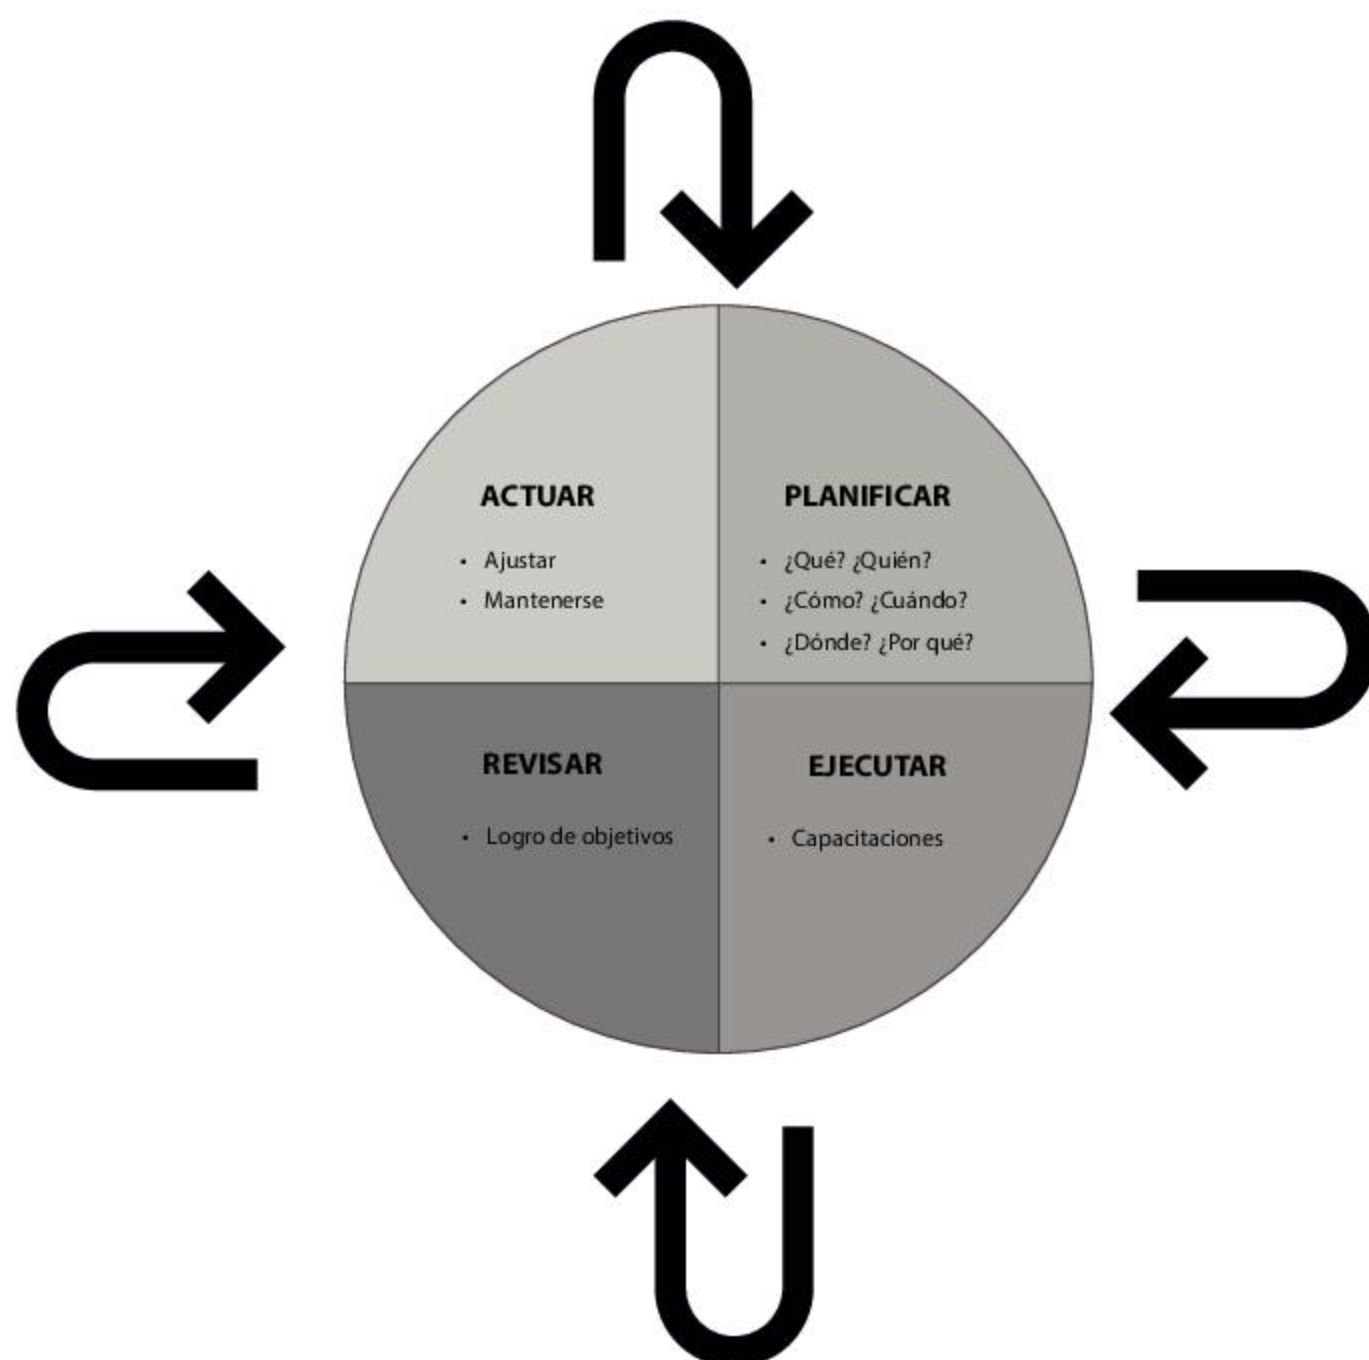 ACTUAR
• Ajustar
• Mantenerse
PLANIFICAR
• ¿Qué? ¿Quién?
• ¿Cómo? ¿Cuándo?
• ¿Dónde? ¿Por qué?
REVISAR
• Logro de objetivos
EJECUTAR
• Capacitaciones